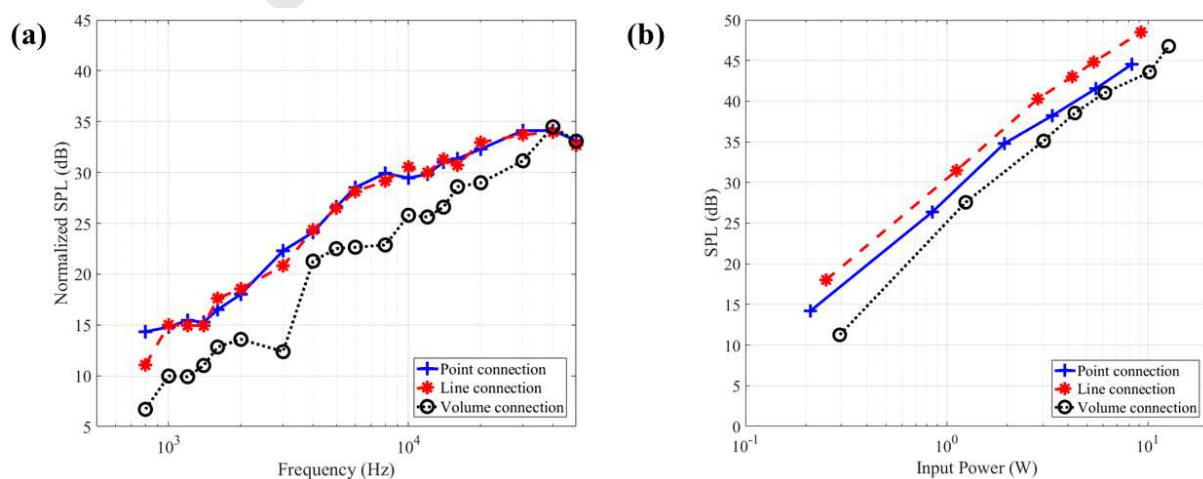 (a)
45
40
35
30
25
20
15
10
5
Normalized SPL (dB)
10^3
10^4
Frequency (Hz)
Point connection
Line connection
Volume connection
(b)
50
45
40
35
30
25
20
15
10
5
0
SPL (dB)
10^-1
10^0
10^1
Input Power (W)
Point connection
Line connection
Volume connection